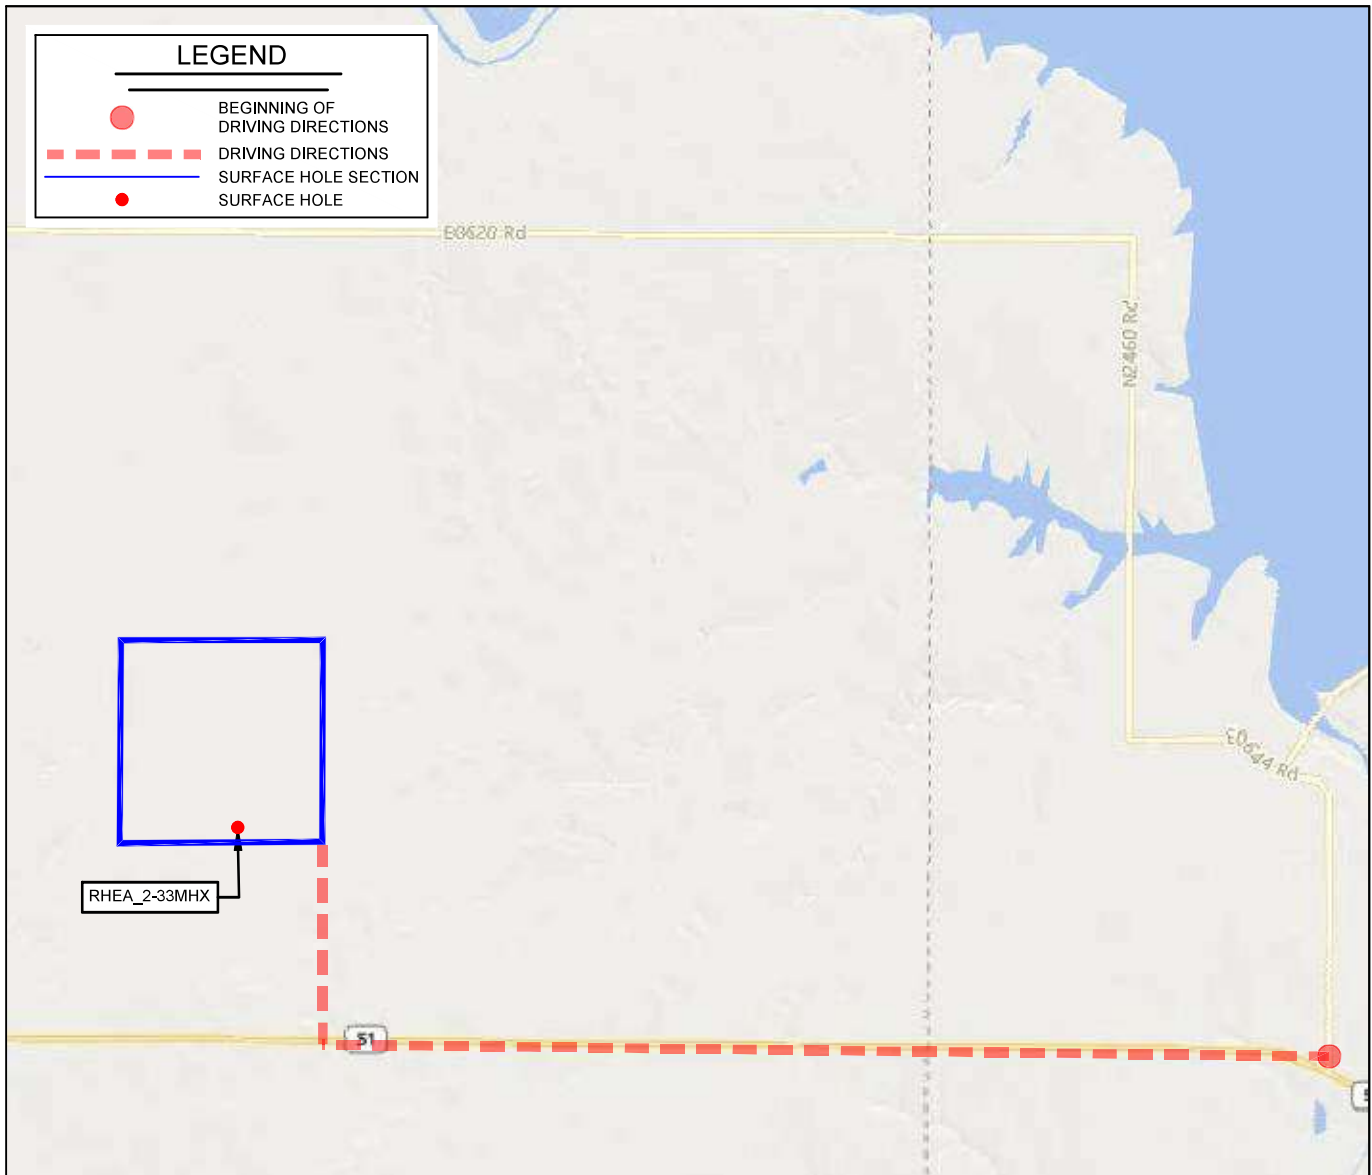 LEGEND
BEGINNING OF
DRIVING DIRECTIONS
DRIVING DIRECTIONS
SURFACE HOLE SECTION
SURFACE HOLE
E0620 Rd
N2460 Rd
E0644 Rd
RHEA_2-33MHX
51